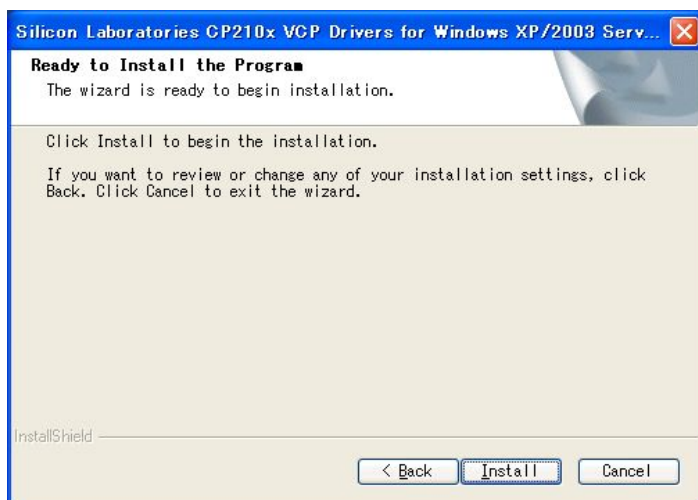 Silicon Laboratories CP210x VCP Drivers for Windows XP/2003 Serv...
Ready to Install the Program
The wizard is ready to begin installation.
Click Install to begin the installation.
If you want to review or change any of your installation settings, click
Back. Click Cancel to exit the wizard.
InstallShield
< Back Install Cancel